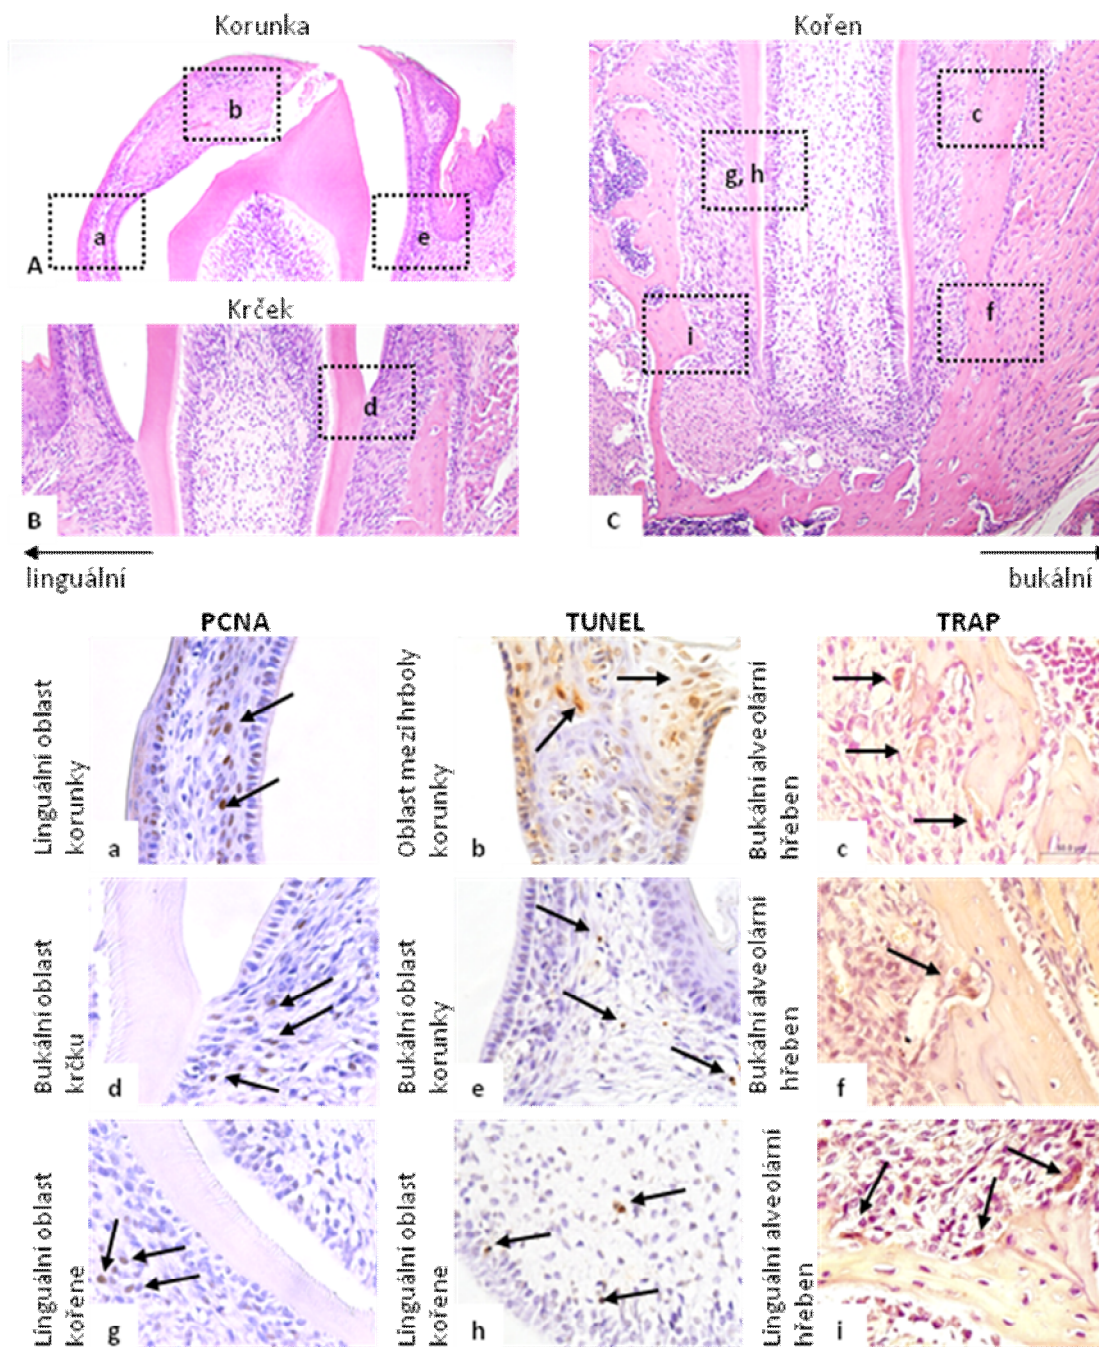 Korunka
Kořen
b
a
e
A
c
g, h
i
f
C
Krček
d
B
linguální
bukální
PCNA
TUNEL
TRAP
Linguální oblast
korunky
a
Oblast mezi hrboly
korunky
b
Bukální alveolární
hřeben
c
Bukální oblast
krčku
d
Bukální oblast
korunky
e
Bukální alveolární
hřeben
f
Linguální oblast
kořene
g
Linguální oblast
kořene
h
Linguální alveolární
hřeben
i